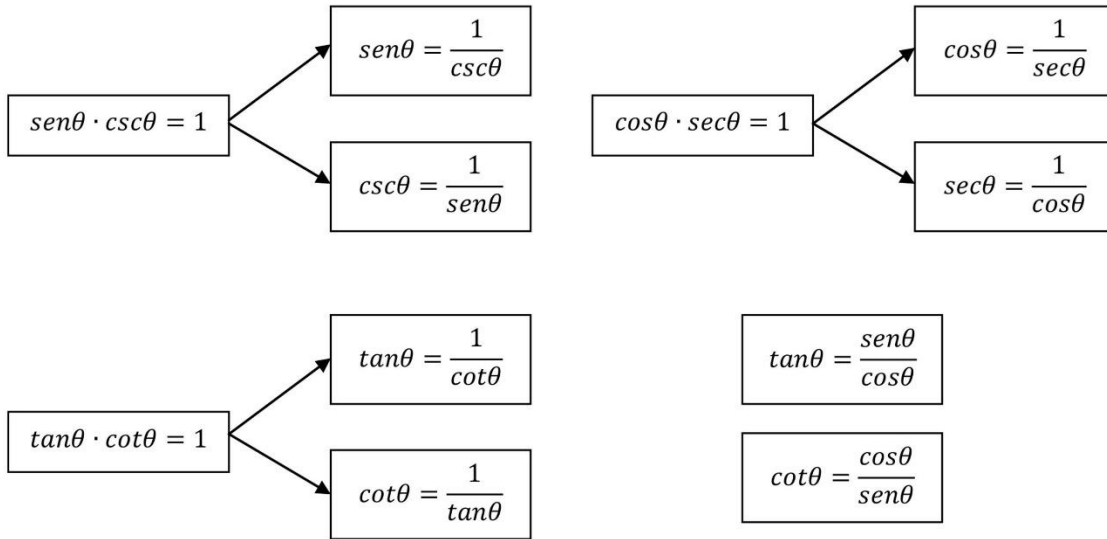 senθ = 1/cscθ
senθ · cscθ = 1
cscθ = 1/senθ
cosθ = 1/secθ
cosθ · secθ = 1
secθ = 1/cosθ
tanθ = 1/cotθ
tanθ · cotθ = 1
cotθ = 1/tanθ
tanθ = senθ/cosθ
cotθ = cosθ/senθ